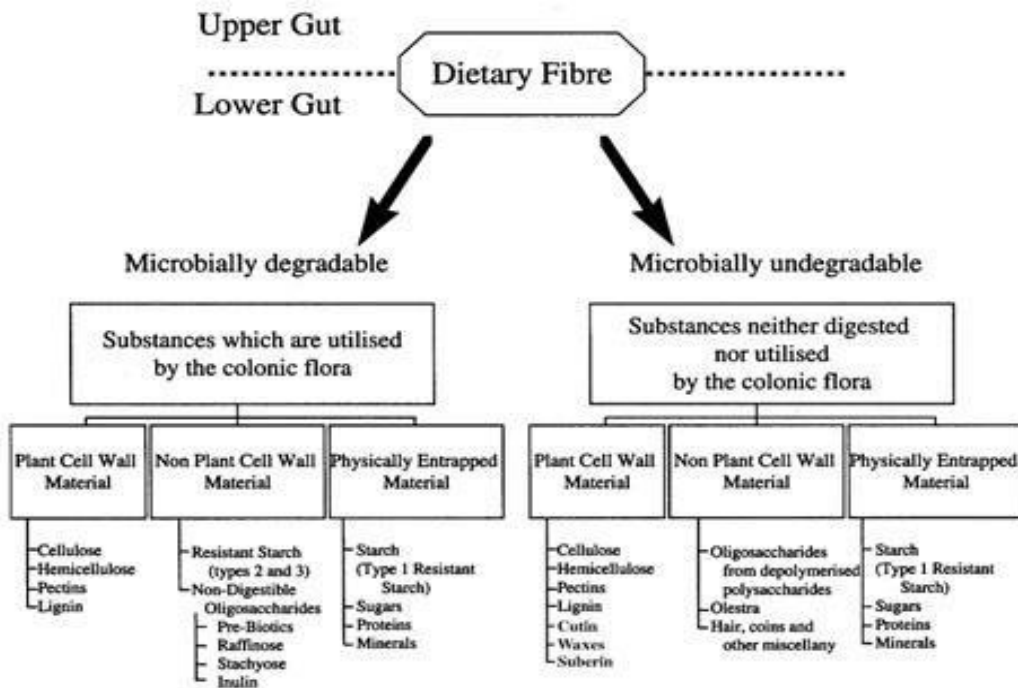 Upper Gut
Dietary Fibre
Lower Gut
Microbially degradable
Microbially undegradable
Substances which are utilised
by the colonic flora
Substances neither digested
nor utilised
by the colonic flora
Plant Cell Wall
Material
Non Plant Cell Wall
Material
Physically Entrapped
Material
Plant Cell Wall
Material
Non Plant Cell Wall
Material
Physically Entrapped
Material
Cellulose
Hemicellulose
Pectins
Lignin
Resistant Starch
(types 2 and 3)
Non-Digestible
Oligosaccharides
Pre-Biotics
Raffinose
Stachyose
Inulin
Starch
(Type 1 Resistant
Starch)
Sugars
Proteins
Minerals
Cellulose
Hemicellulose
Pectins
Lignin
Cutin
Waxes
Suberin
Oligosaccharides
from depolymerised
polysaccharides
Olestra
Hair, coins and
other miscellany
Starch
(Type 1 Resistant
Starch)
Sugars
Proteins
Minerals